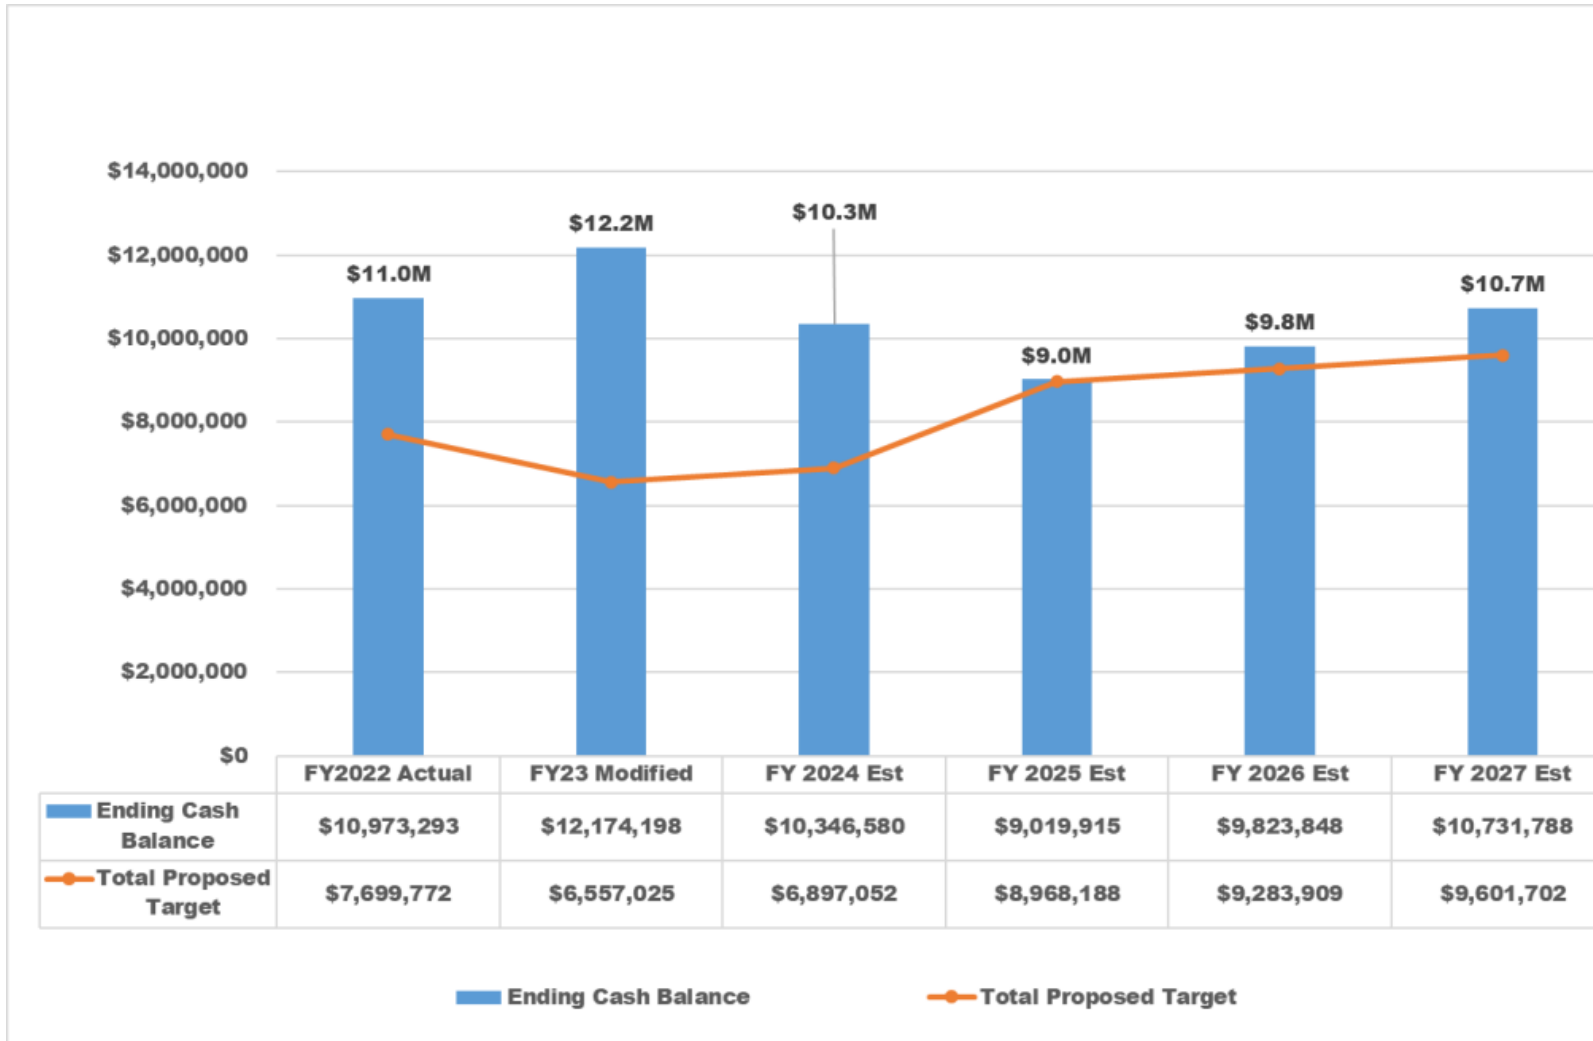 $14,000,000
$12,000,000
$10,000,000
$8,000,000
$6,000,000
$4,000,000
$2,000,000
$0
$11.0M
$12.2M
$10.3M
$9.0M
$9.8M
$10.7M
FY2022 Actual FY23 Modified FY 2024 Est FY 2025 Est FY 2026 Est FY 2027 Est
Ending Cash
Balance
$10,973,293 $12,174,198 $10,346,580 $9,019,915 $9,823,848 $10,731,788
Total Proposed
Target
$7,699,772 $6,557,025 $6,897,052 $8,968,188 $9,283,909 $9,601,702
Ending Cash Balance Total Proposed Target